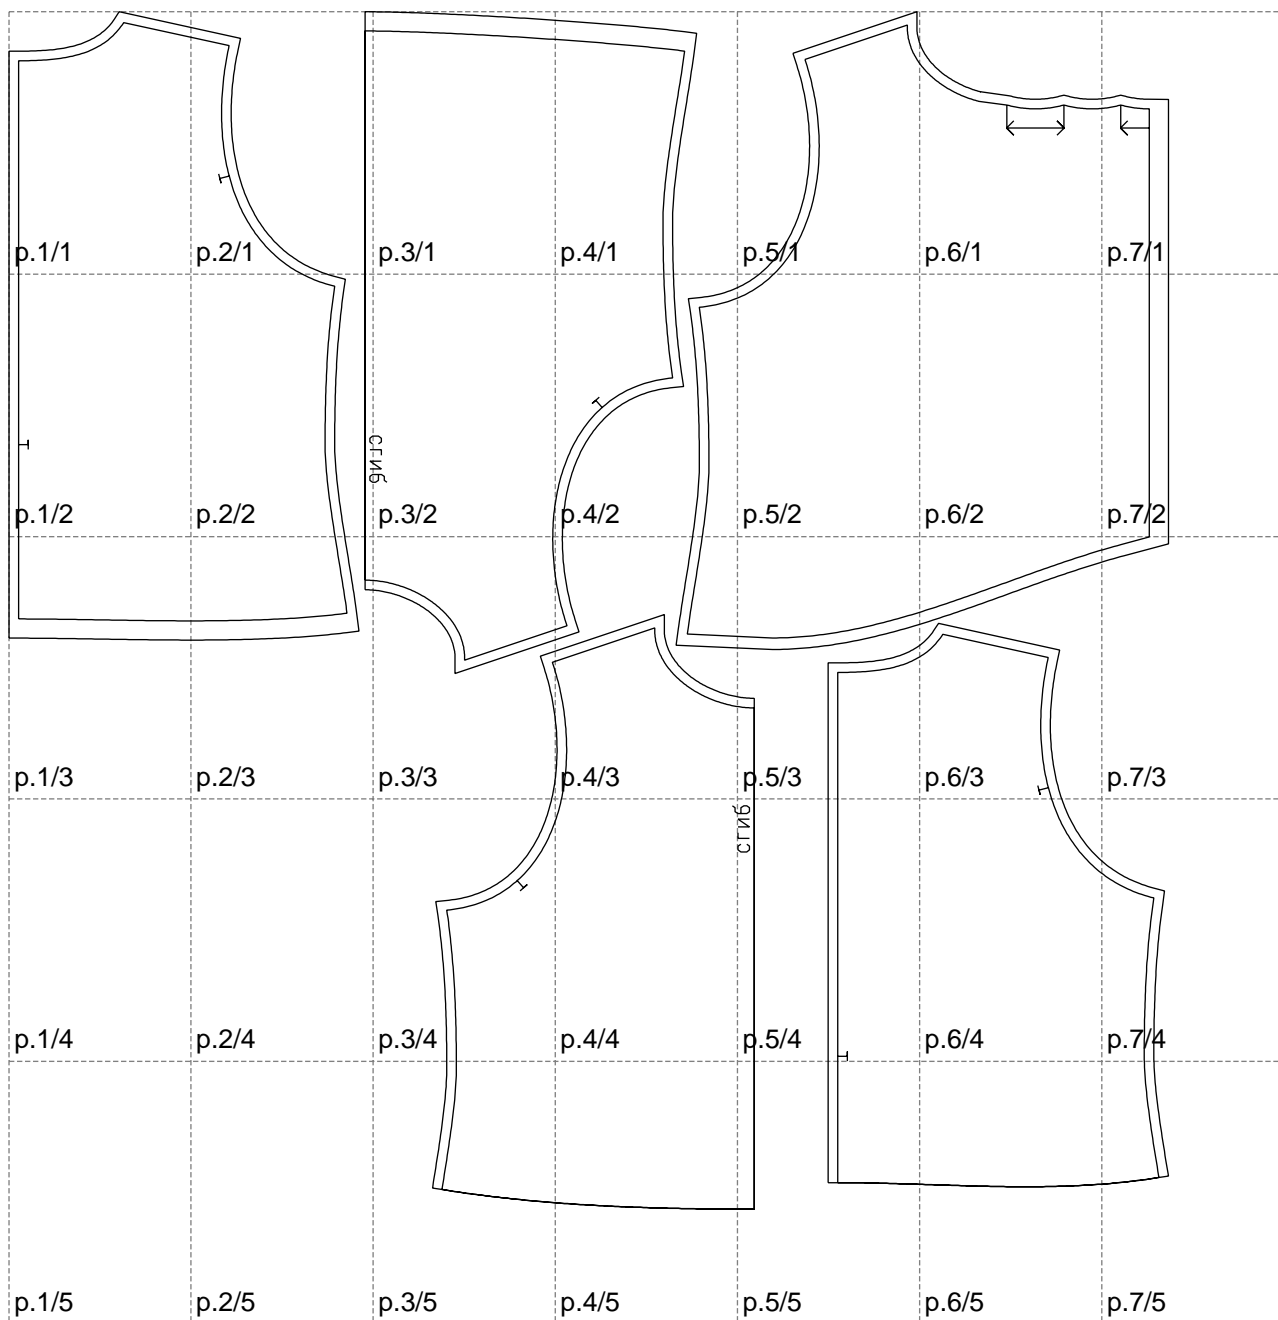 p.1/1 p.2/1 p.3/1 p.4/1 p.5/1 p.6/1 p.7/1
сгиб
p.1/2 p.2/2 p.3/2 p.4/2 p.5/2 p.6/2 p.7/2
p.1/3 p.2/3 p.3/3 p.4/3 p.5/3 p.6/3 p.7/3
сгиб
p.1/4 p.2/4 p.3/4 p.4/4 p.5/4 p.6/4 p.7/4
p.1/5 p.2/5 p.3/5 p.4/5 p.5/5 p.6/5 p.7/5